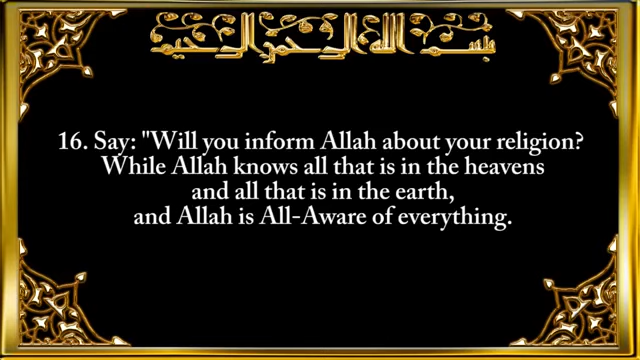 بسم الله الرحمن الرحيم
16. Say: "Will you inform Allah about your religion?
While Allah knows all that is in the heavens
and all that is in the earth,
and Allah is All-Aware of everything.